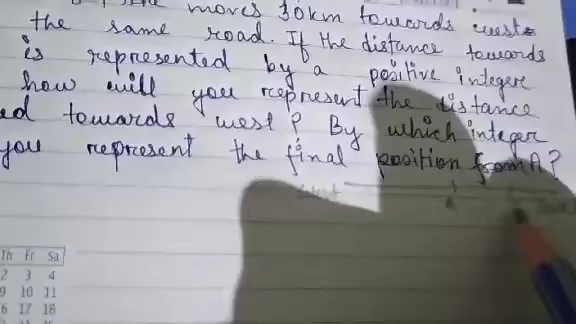 moves 30km towards west
the same road. If the distance towards
is represented by a positive integer
how will you represent the distance
ed towards west? By which integer
you represent the final position from A?
A
Th Fr Sa
2 3 4
9 10 11
6 17 18